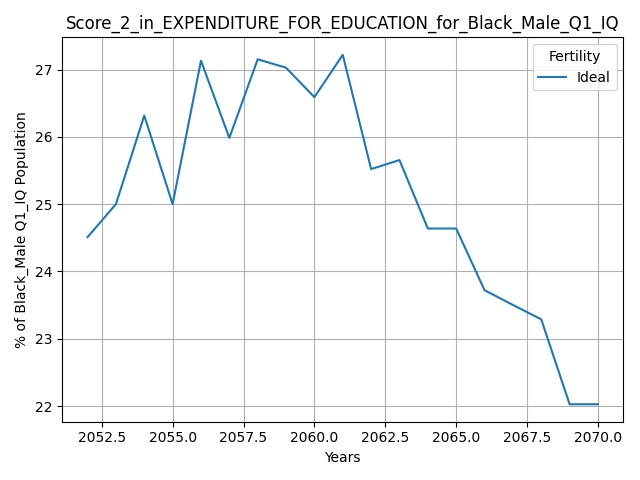 Score_2_in_EXPENDITURE_FOR_EDUCATION_for_Black_Male_Q1_IQ
Fertility
Ideal
% of Black_Male Q1_IQ Population
27
26
25
24
23
22
2052.5 2055.0 2057.5 2060.0 2062.5 2065.0 2067.5 2070.0
Years